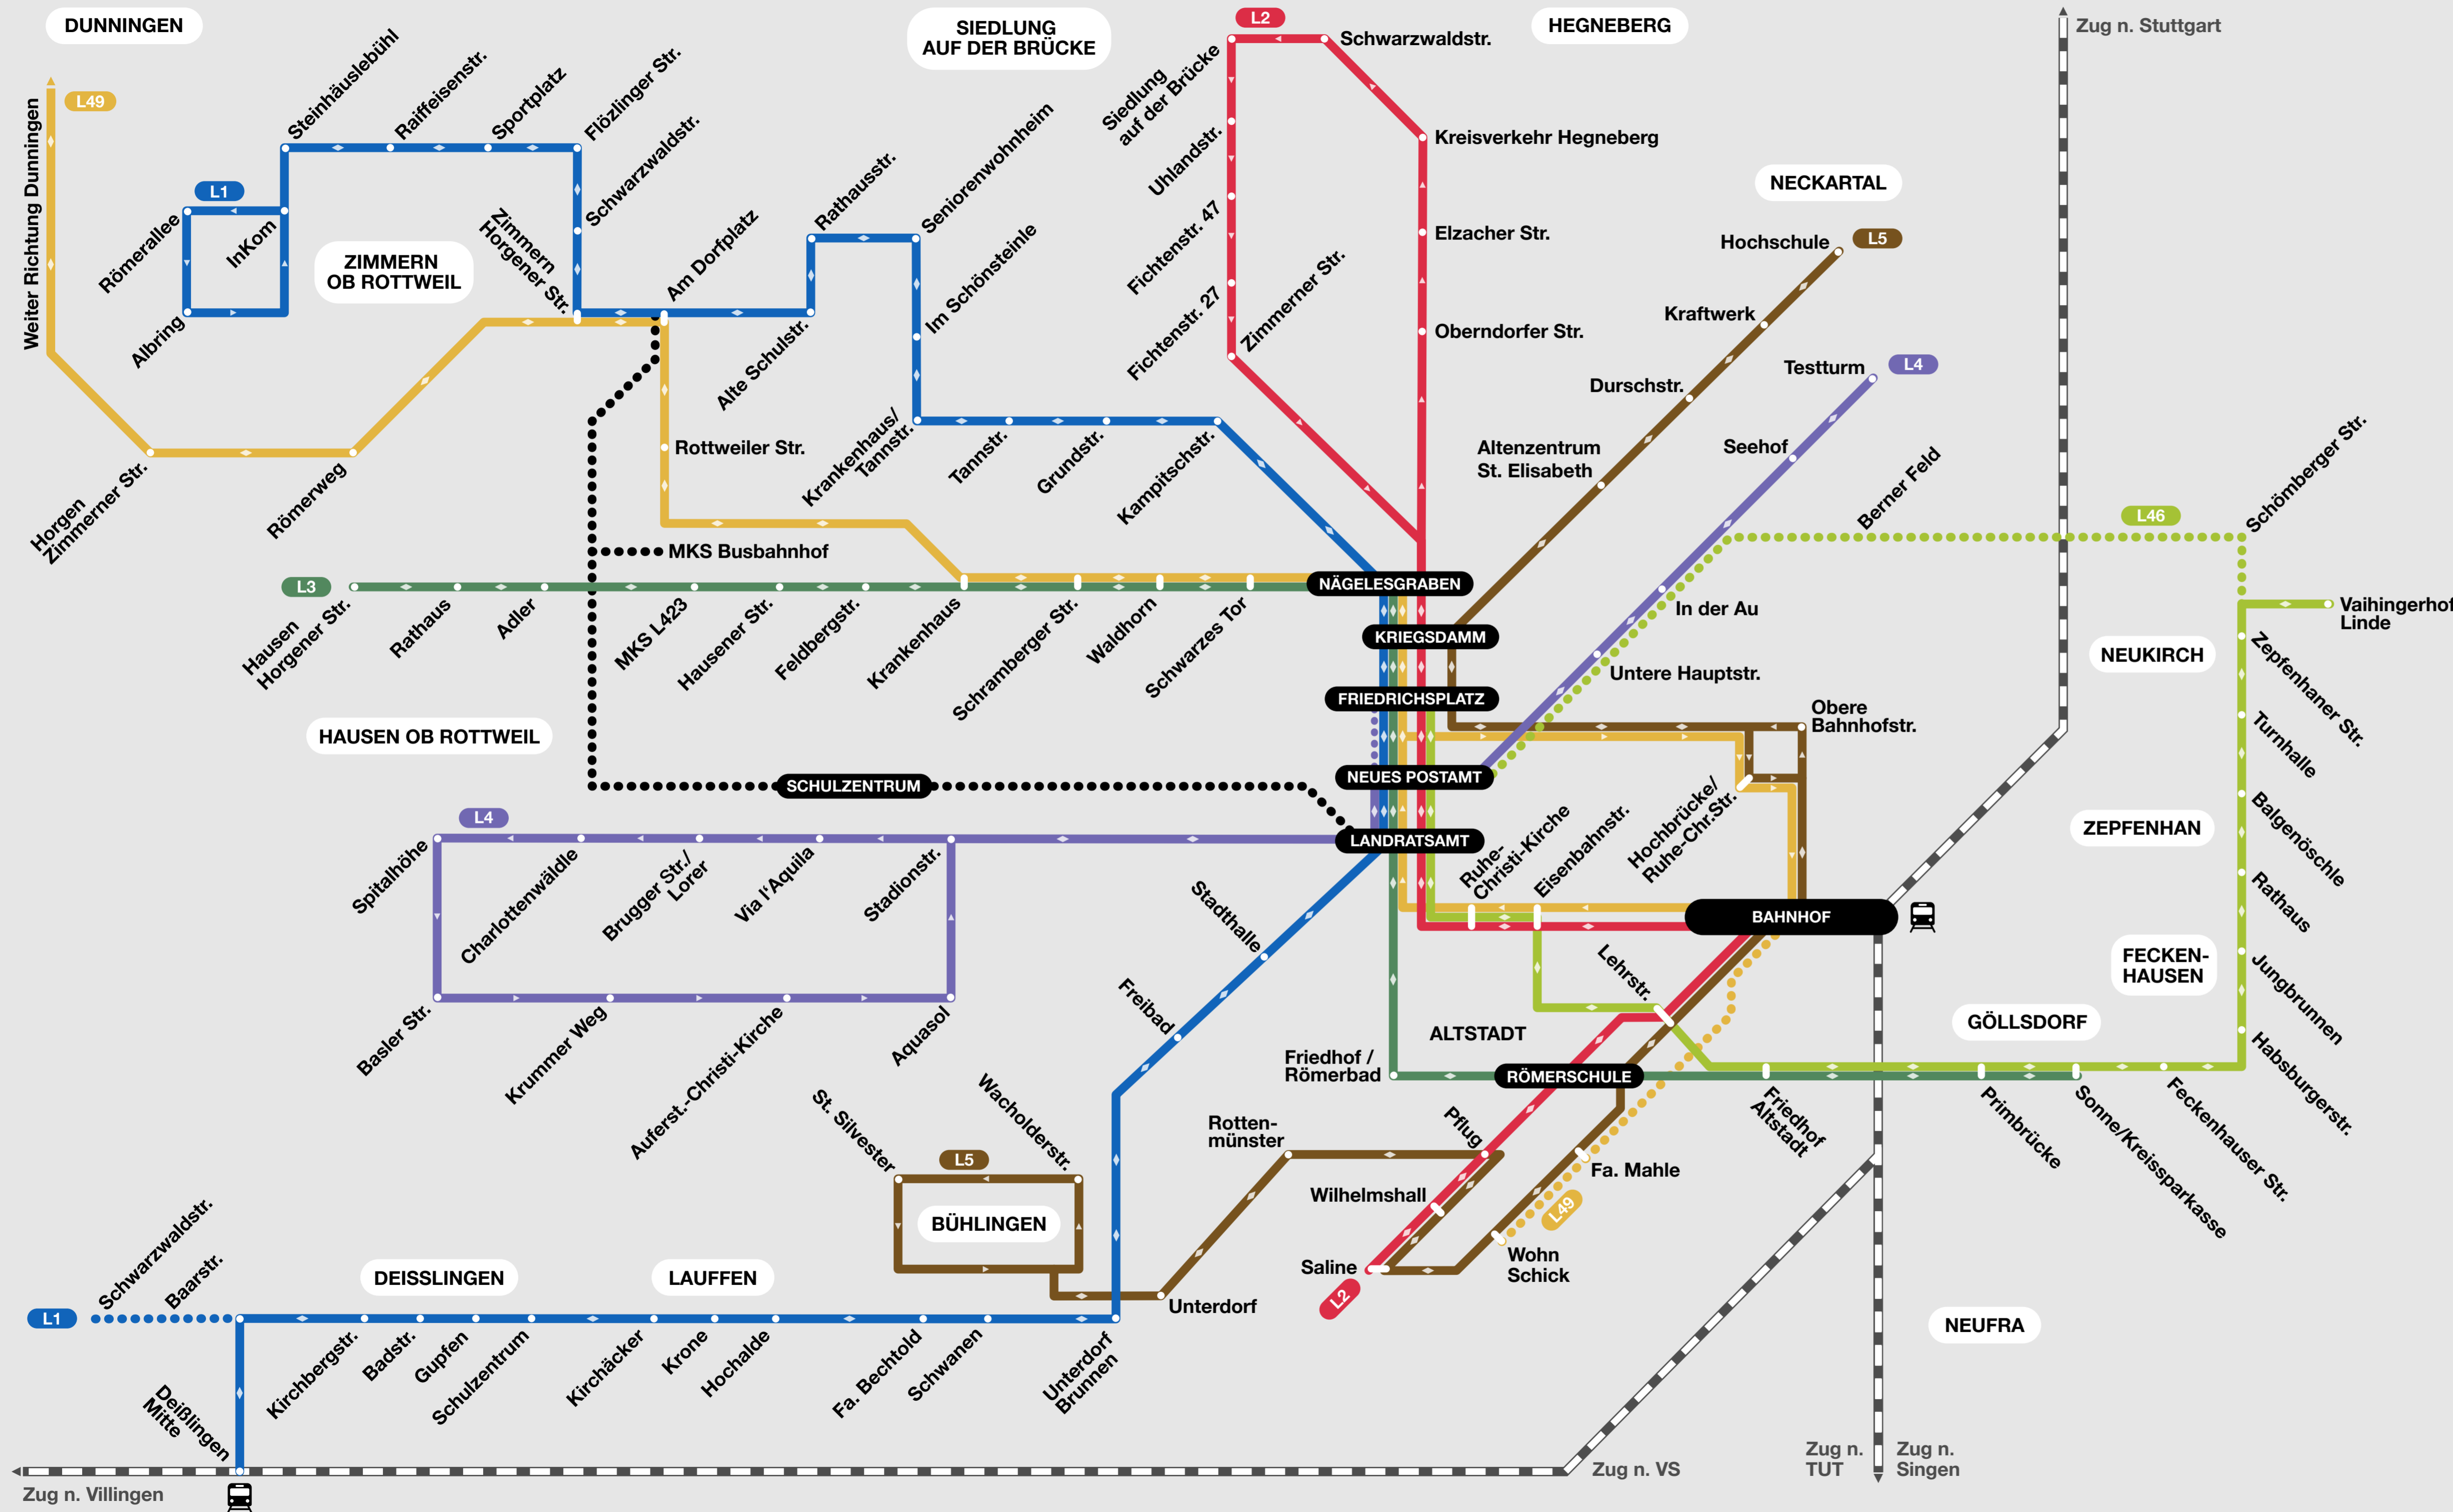 DUNNINGEN
SIEDLUNG
AUF DER BRÜCKE
L2
HEGNEBERG
Zug n. Stuttgart
L49
Weiter Richtung Dunningen
Steinhäuslebühl
Raiffeisenstr.
Sportplatz
Flözlinger Str.
Schwarzwaldstr.
L1
Römerallee
InKom
Albring
ZIMMERN
OB ROTTWEIL
Zimmern
Horgener Str.
Am Dorfplatz
Rathausstr.
Seniorenwohnheim
Im Schönsteinle
Alte Schulstr.
Siedlung
auf der Brücke
Schwarzwaldstr.
Uhlandstr.
Kreisverkehr Hegneberg
Fichtenstr. 47
Elzacher Str.
Fichtenstr. 27
Zimmerner Str.
Oberndorfer Str.
NECKARTAL
Hochschule
L5
Kraftwerk
Durschstr.
Altenzentrum
St. Elisabeth
Testturm
L4
Seehof
Berner Feld
L46
Schömberger Str.
In der Au
Untere Hauptstr.
Vaihingerhof
Linde
Horgen
Zimmerner Str.
Römerweg
Rottweiler Str.
Krankenhaus/
Tannstr.
Tannstr.
Grundstr.
Kampitschstr.
MKS Busbahnhof
L3
Hausen
Horgener Str.
Rathaus
Adler
MKS L423
Hausener Str.
Feldbergstr.
Krankenhaus
Schramberger Str.
Waldhorn
Schwarzes Tor
NÄGELESGRABEN
KRIEGSDAMM
FRIEDRICHSPLATZ
NEUES POSTAMT
LANDRATSAMT
HAUSEN OB ROTTWEIL
SCHULZENTRUM
Obere
Bahnhofstr.
Hochbrücke/
Ruhe-Chr.Str.
Ruhe-
Christi-Kirche
Eisenbahnstr.
BAHNHOF
NEUKIRCH
Zepfenhaner Str.
Turnhalle
ZEPFENHAN
Balgenöschle
Rathaus
FECKEN-
HAUSEN
Jungbrunnen
GÖLLSDORF
Habsburgerstr.
L4
Spitalhöhe
Charlottenwäldle
Brugger Str./
Lorer
Via l‘Aquila
Stadionstr.
Basler Str.
Krummer Weg
Auferst.-Christi-Kirche
Aquasol
Stadthalle
Freibad
Lehrstr.
ALTSTADT
Friedhof /
Römerbad
RÖMERSCHULE
Friedhof
Altstadt
Primbrücke
Sonne/Kreissparkasse
Feckenhauser Str.
St. Silvester
Wacholderstr.
L5
BÜHLINGEN
Rotten-
münster
Pflug
Wilhelmshall
Saline
L2
Fa. Mahle
L49
Wohn
Schick
Unterdorf
Schwarzwaldstr.
Baarstr.
L1
DEISSLINGEN
LAUFFEN
Kirchbergstr.
Badstr.
Gupfen
Schulzentrum
Kirchäcker
Krone
Hochalde
Fa. Bechtold
Schwanen
Unterdorf
Brunnen
Deißlingen
Mitte
NEUFRA
Zug n. Villingen
Zug n. VS
Zug n.
TUT
Zug n.
Singen